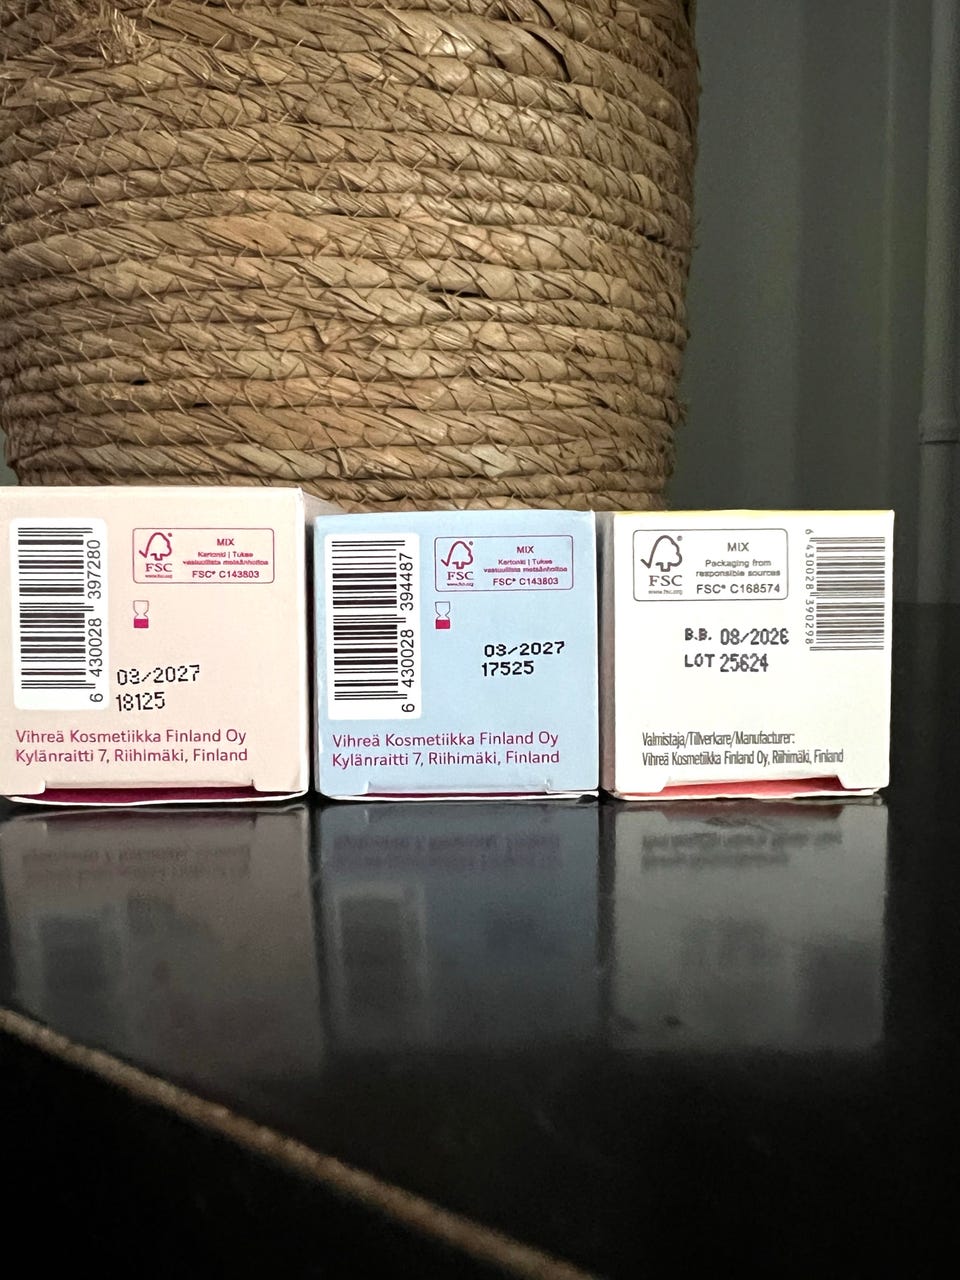 6 430028 397280
FSC
www.fsc.org
MIX
Kartonki | Tukee
vastuullista metsänhoitoa
FSC® C143803
03/2027
18125
Vihreä Kosmetiikka Finland Oy
Kylänraitti 7, Riihimäki, Finland
6 430028 394487
FSC
www.fsc.org
MIX
Kartonki | Tukee
vastuullista metsänhoitoa
FSC® C143803
03/2027
17525
Vihreä Kosmetiikka Finland Oy
Kylänraitti 7, Riihimäki, Finland
FSC
www.fsc.org
MIX
Packaging from
responsible sources
FSC® C168574
6 430028 390298
B.B. 08/2026
LOT 25624
Valmistaja/Tillverkare/Manufacturer:
Vihreä Kosmetiikka Finland Oy, Riihimäki, Finland